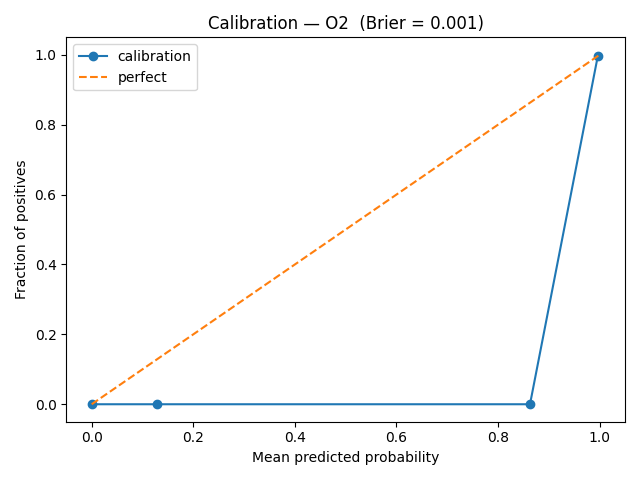 Calibration — O2  (Brier = 0.001)
calibration
perfect
Fraction of positives
1.0
0.8
0.6
0.4
0.2
0.0
0.0 0.2 0.4 0.6 0.8 1.0
Mean predicted probability